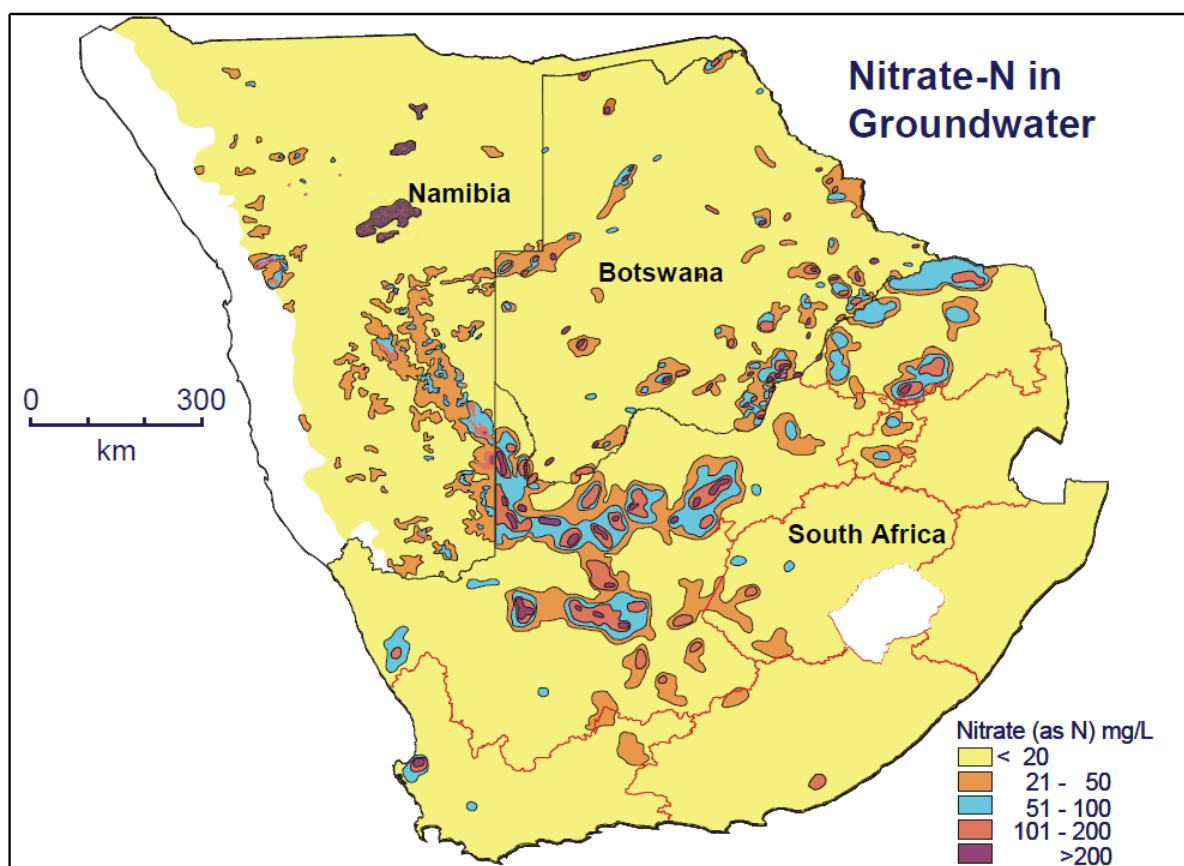 Nitrate-N in
Groundwater
Namibia
Botswana
0 300
km
South Africa
Nitrate (as N) mg/L
< 20
21 - 50
51 - 100
101 - 200
>200